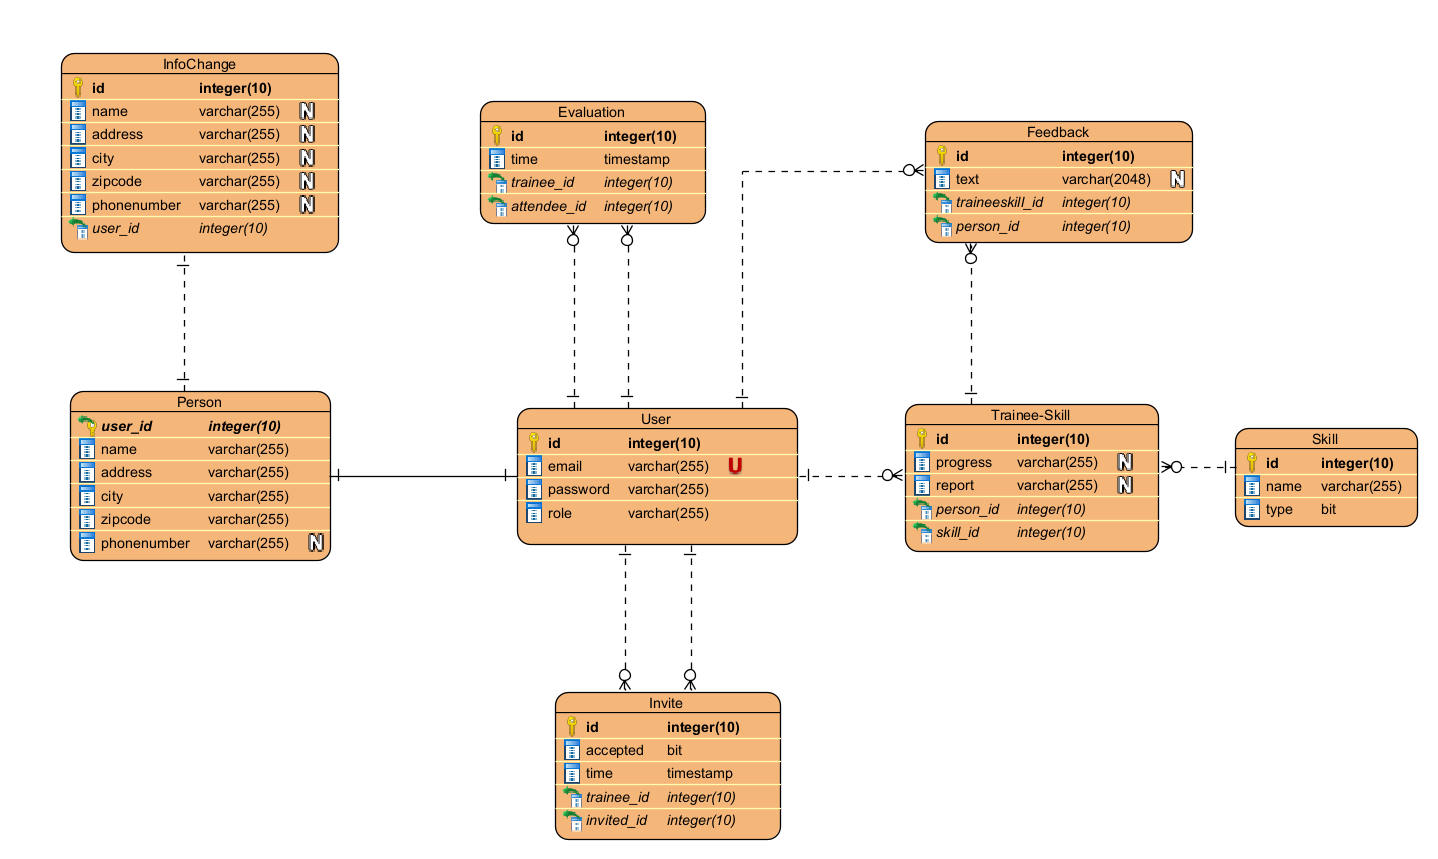 InfoChange
id integer(10)
name varchar(255) N
address varchar(255) N
city varchar(255) N
zipcode varchar(255) N
phonenumber varchar(255) N
user_id integer(10)
Evaluation
id integer(10)
time timestamp
trainee_id integer(10)
attendee_id integer(10)
Feedback
id integer(10)
text varchar(2048) N
traineeskill_id integer(10)
person_id integer(10)
Person
user_id integer(10)
name varchar(255)
address varchar(255)
city varchar(255)
zipcode varchar(255)
phonenumber varchar(255) N
User
id integer(10)
email varchar(255) U
password varchar(255)
role varchar(255)
Trainee-Skill
id integer(10)
progress varchar(255) N
report varchar(255) N
person_id integer(10)
skill_id integer(10)
Skill
id integer(10)
name varchar(255)
type bit
Invite
id integer(10)
accepted bit
time timestamp
trainee_id integer(10)
invited_id integer(10)